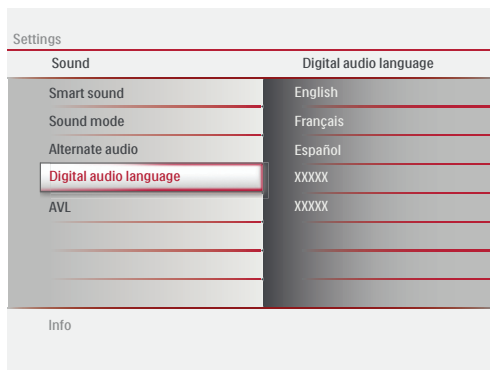 Settings
Sound
Digital audio language
Smart sound
English
Sound mode
Français
Alternate audio
Español
Digital audio language
XXXXX
AVL
XXXXX
Info